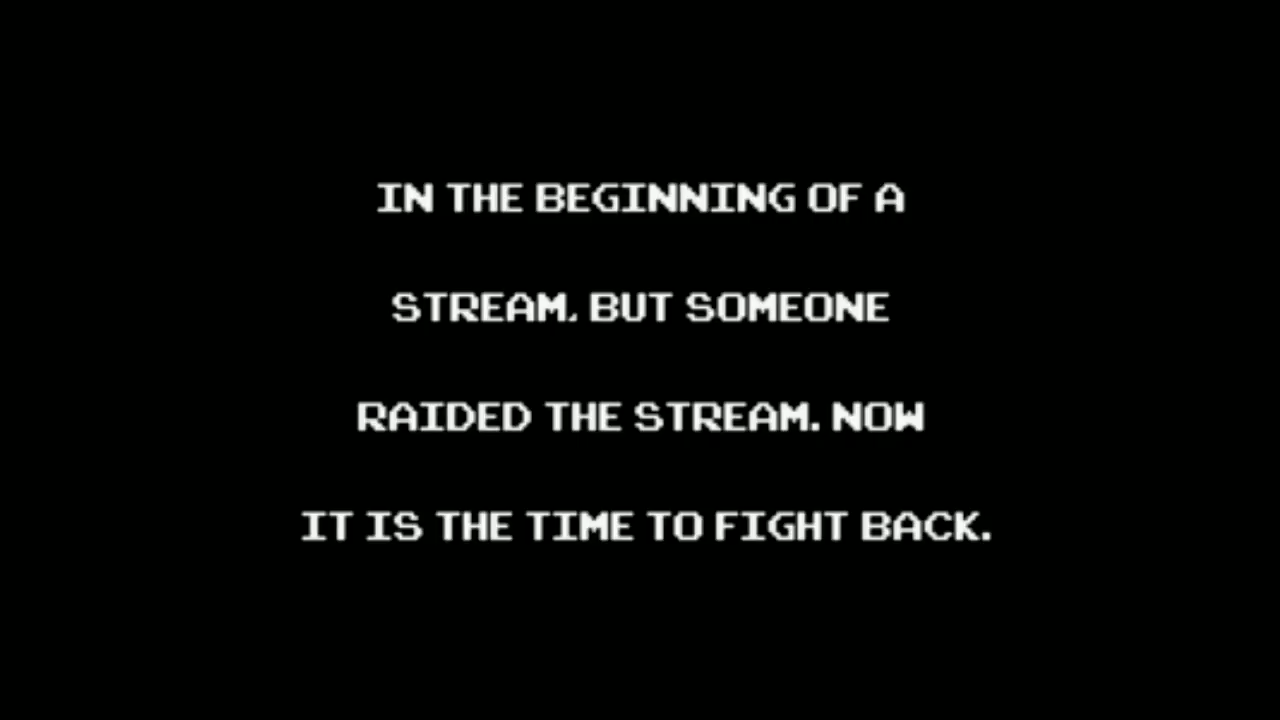 IN THE BEGINNING OF A
STREAM, BUT SOMEONE
RAIDED THE STREAM. NOW
IT IS THE TIME TO FIGHT BACK.